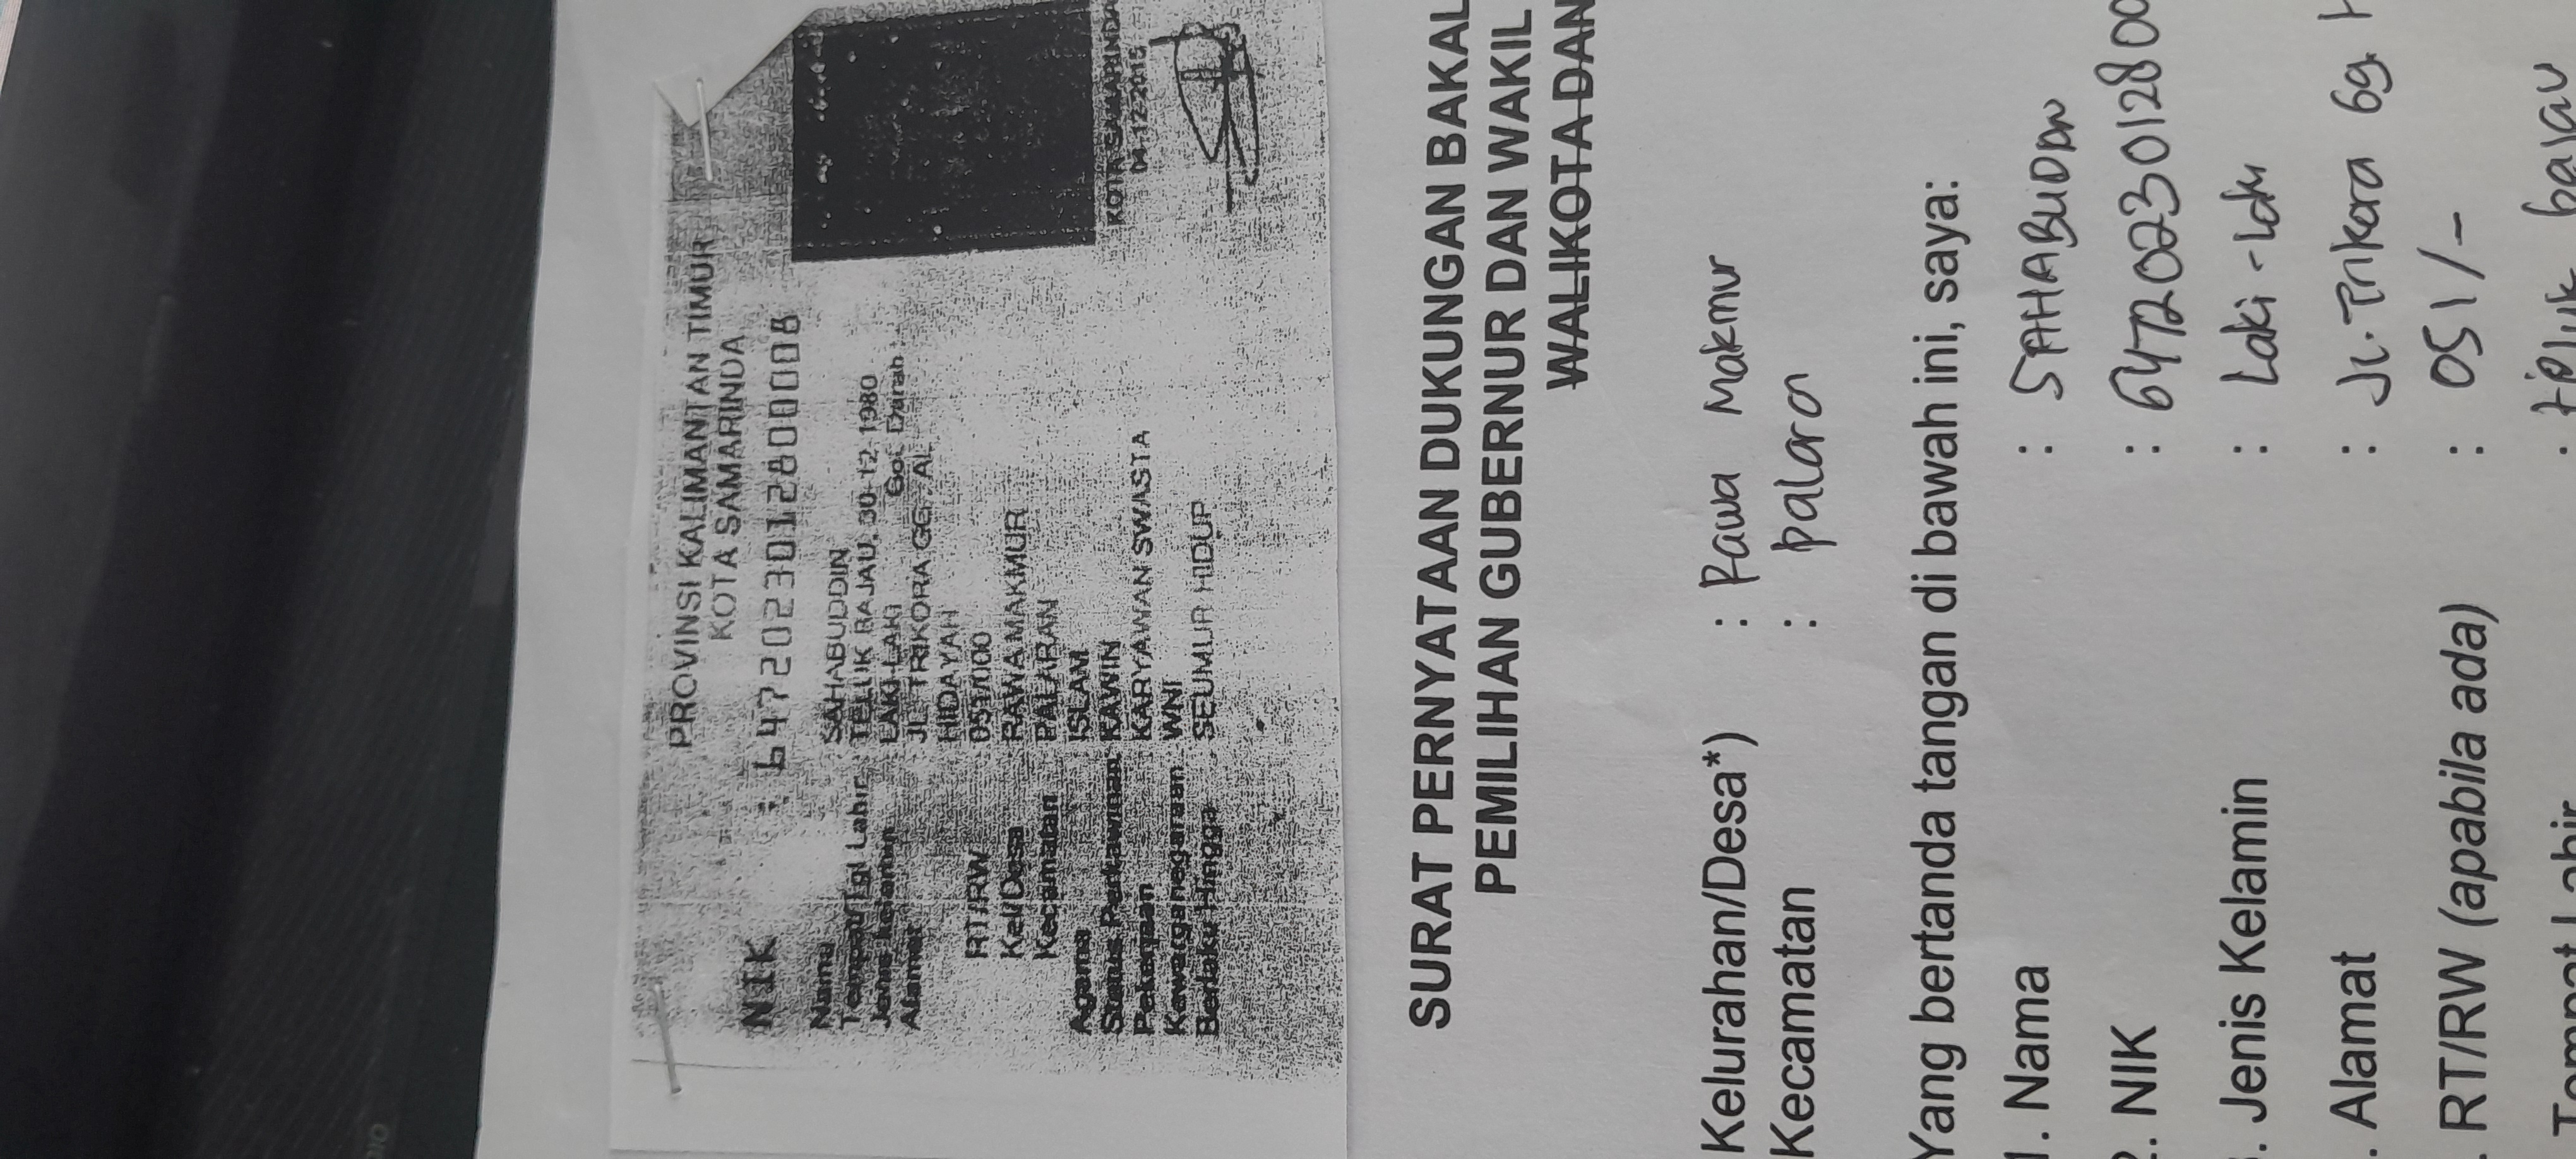 PROVINSI KALIMANTAN TIMUR
KOTA SAMARINDA
NIK : 6472023012800008
Nama SAHABUDDIN
Tempat/Tgl Lahir : TELUK BAJAU, 30-12-1980
Jenis Kelamin LAKI-LAKI Gol. Darah
Alamat JL. TRIKORA GG. AL
HIDAYAH
RT/RW 051/000
Kel/Desa RAWA MAKMUR
Kecamatan PALARAN
Agama ISLAM
Status Perkawinan KAWIN
Pekerjaan KARYAWAN SWASTA
Kewarganegaraan WNI
Berlaku Hingga SEUMUR HIDUP
KOTA SAMARINDA
04-12-2015
SURAT PERNYATAAN DUKUNGAN BAKAL
PEMILIHAN GUBERNUR DAN WAKIL
WALIKOTA DAN
Kelurahan/Desa*) : Rawa Makmur
Kecamatan : palaran
Yang bertanda tangan di bawah ini, saya:
1. Nama : SAHABUDDIN
2. NIK : 6472023012800
. Jenis Kelamin : Laki-laki
. Alamat : JL. Trikora Gg. H
. RT/RW (apabila ada) : 051/-
Tempat Lahir : Teluk bajau